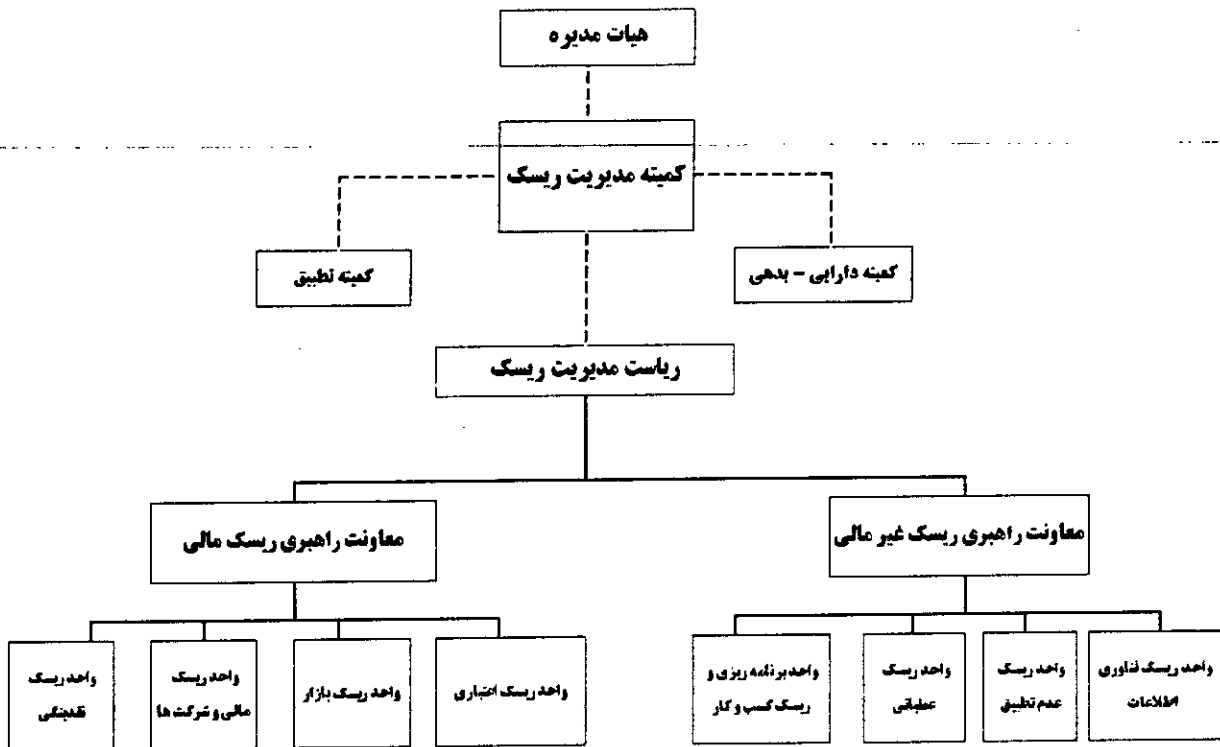 هیات مدیره
کمیته مدیریت ریسک
کمیته دارایی – بدهی
کمیته تطبیق
ریاست مدیریت ریسک
معاونت راهبری ریسک غیر مالی
معاونت راهبری ریسک مالی
واحد ریسک فناوری
اطلاعات
واحد ریسک
عدم تطبیق
واحد ریسک
عملیاتی
واحد برنامه ریزی و
ریسک کسب و کار
واحد ریسک اعتباری
واحد ریسک بازار
واحد ریسک
مالی و شرکت ها
واحد ریسک
نقدینگی